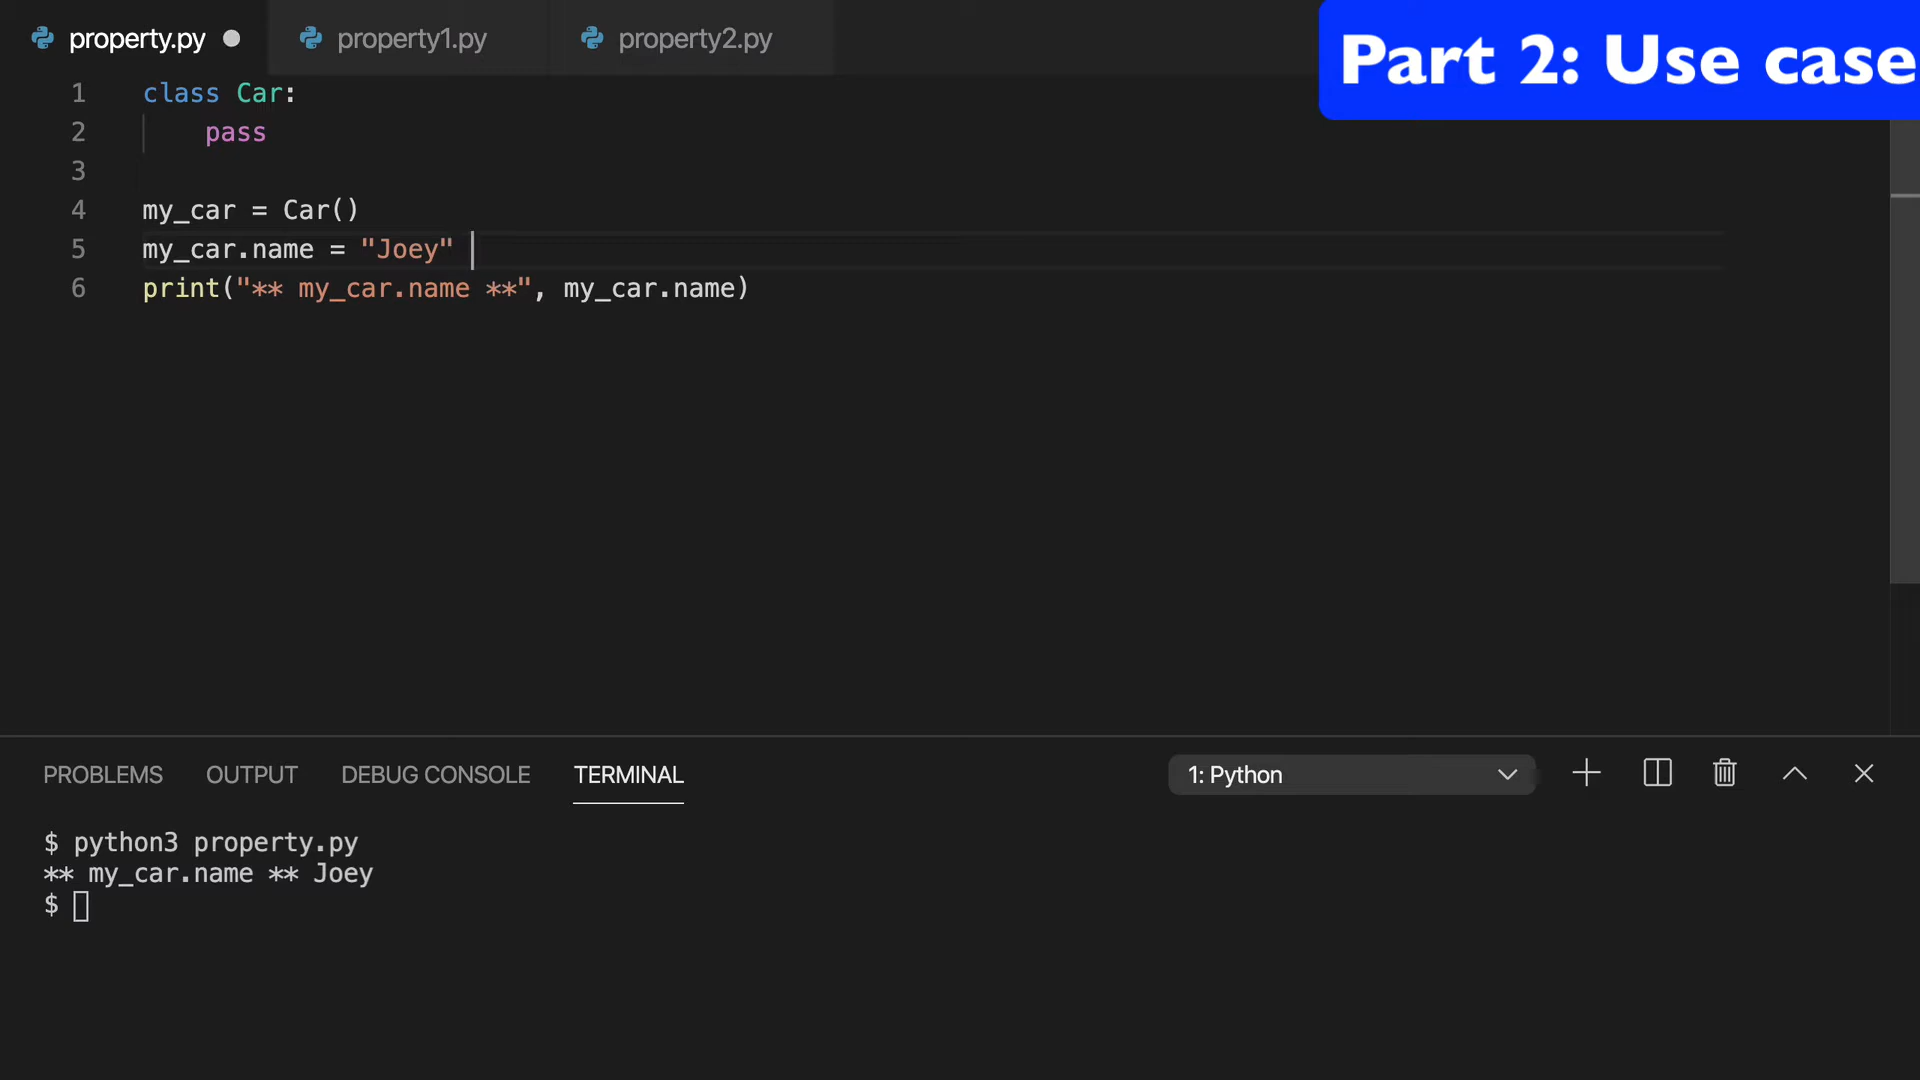 property.py property1.py property2.py
Part 2: Use case
1 class Car:
2     pass
3
4 my_car = Car()
5 my_car.name = "Joey"
6 print("** my_car.name **", my_car.name)
PROBLEMS OUTPUT DEBUG CONSOLE TERMINAL 1: Python
$ python3 property.py
** my_car.name ** Joey
$